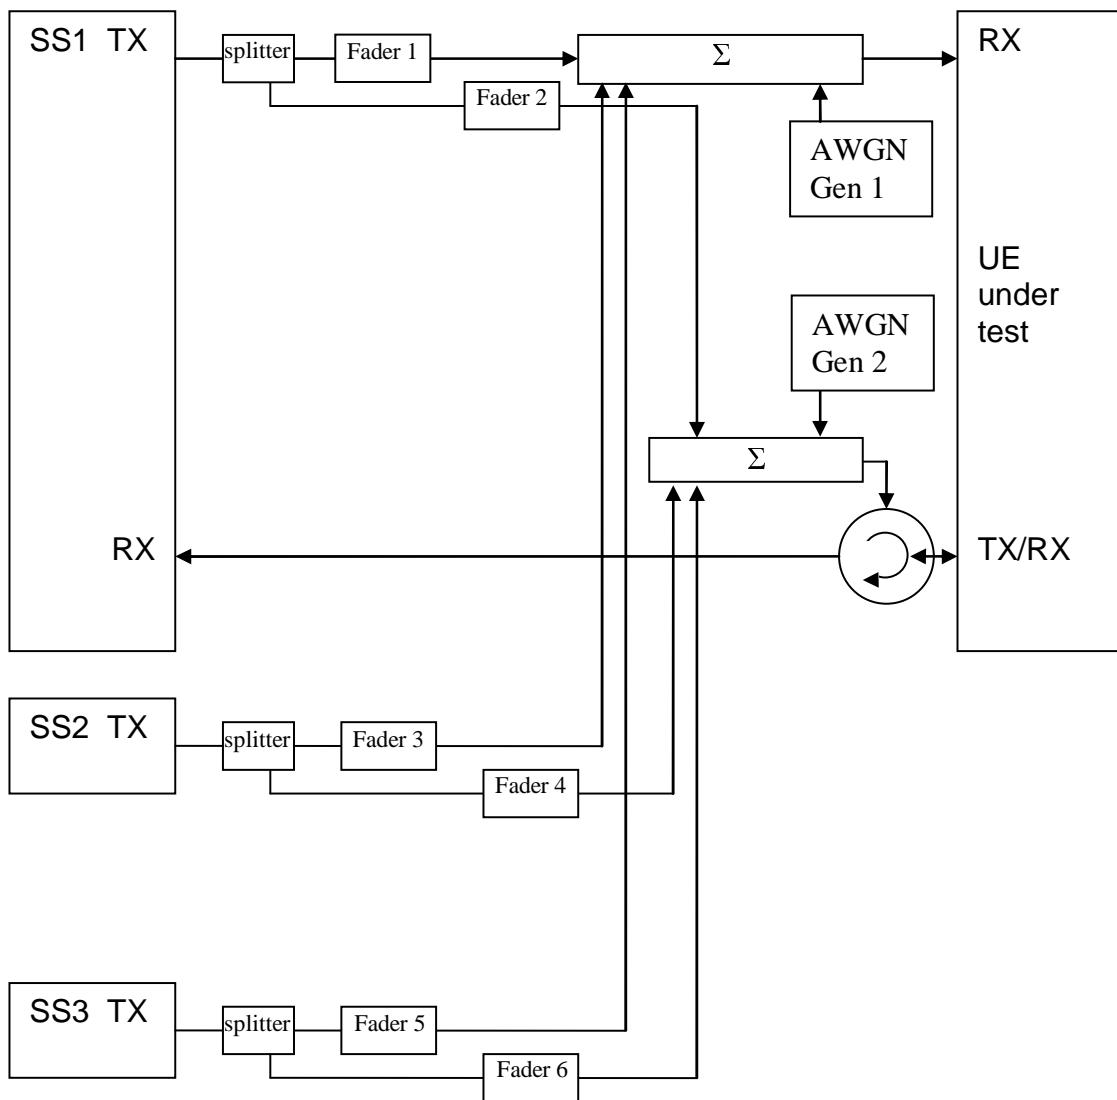 SS1 TX
splitter
Fader 1
Σ
RX
Fader 2
AWGN
Gen 1
UE
under
test
AWGN
Gen 2
Σ
RX
TX/RX
SS2 TX
splitter
Fader 3
Fader 4
SS3 TX
splitter
Fader 5
Fader 6